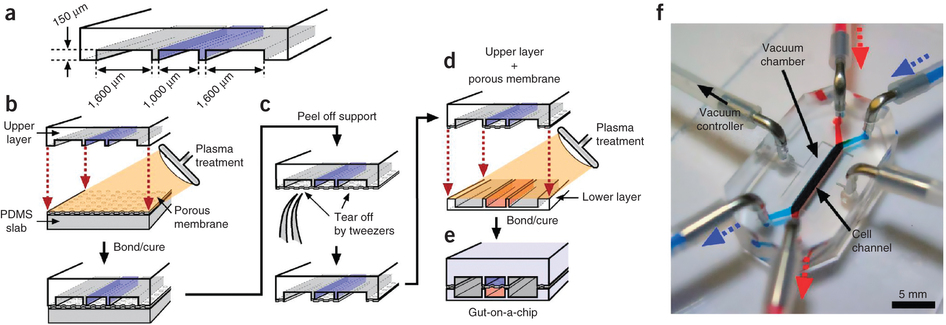 a
150 μm
1,600 μm
1,000 μm
1,600 μm
b
Upper
layer
Plasma
treatment
PDMS
slab
Porous
membrane
Bond/cure
c
Peel off support
Tear off
by tweezers
d
Upper layer
+
porous membrane
Plasma
treatment
Lower layer
Bond/cure
e
Gut-on-a-chip
f
Vacuum
chamber
Vacuum
controller
Cell
channel
5 mm